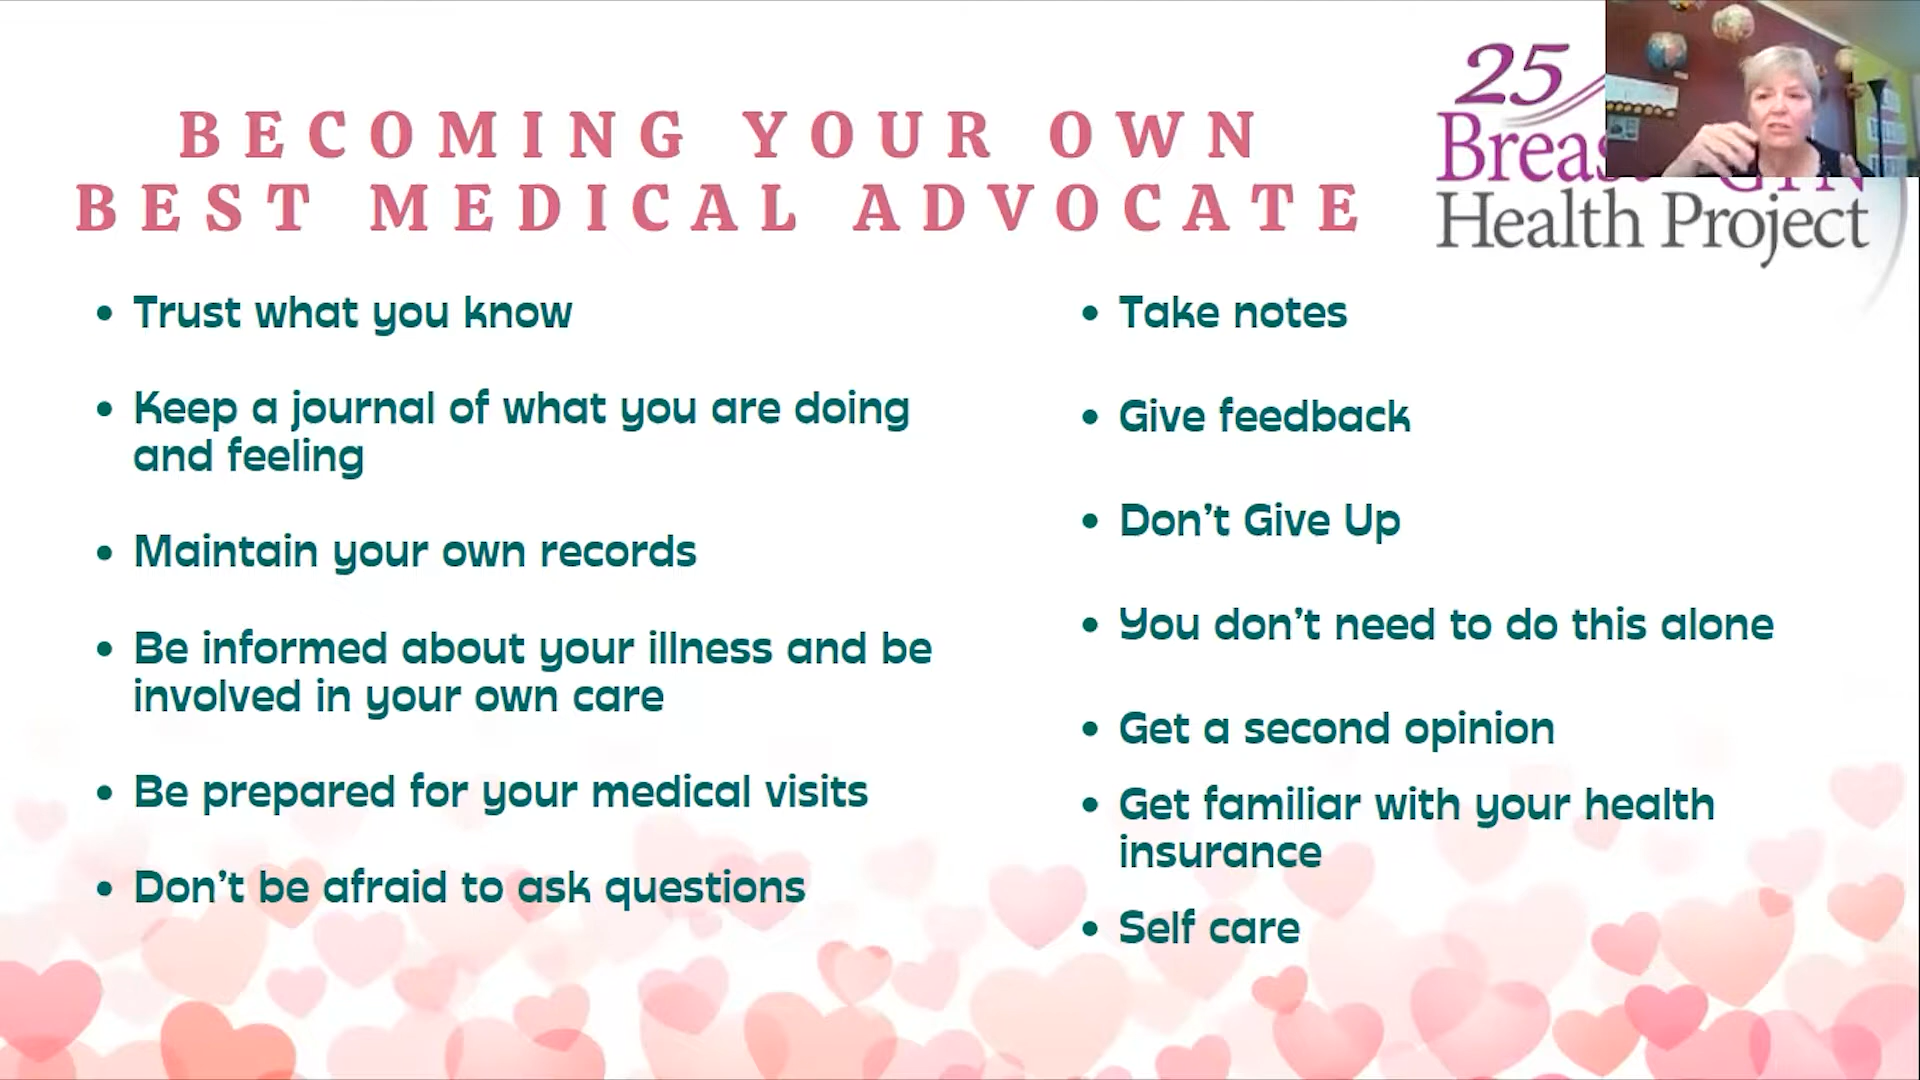 BECOMING YOUR OWN
BEST MEDICAL ADVOCATE
25
Health Project
Trust what you know
Keep a journal of what you are doing
and feeling
Maintain your own records
Be informed about your illness and be
involved in your own care
Be prepared for your medical visits
Don't be afraid to ask questions
Take notes
Give feedback
Don't Give Up
You don't need to do this alone
Get a second opinion
Get familiar with your health
insurance
Self care